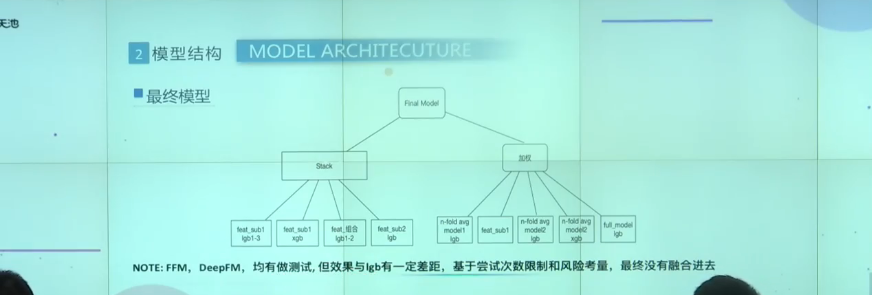 天池
2 模型结构 MODEL ARCHITECUTURE
最终模型
Final Model
Stack
加权
feat_sub1
lgb1-3
feat_sub1
xgb
feat_组合
lgb1-2
feat_sub2
lgb
n-fold avg
model1
lgb
feat_sub1
n-fold avg
model2
lgb
n-fold avg
model2
xgb
full_model
lgb
NOTE: FFM，DeepFM，均有做测试, 但效果与lgb有一定差距，基于尝试次数限制和风险考量，最终没有融合进去